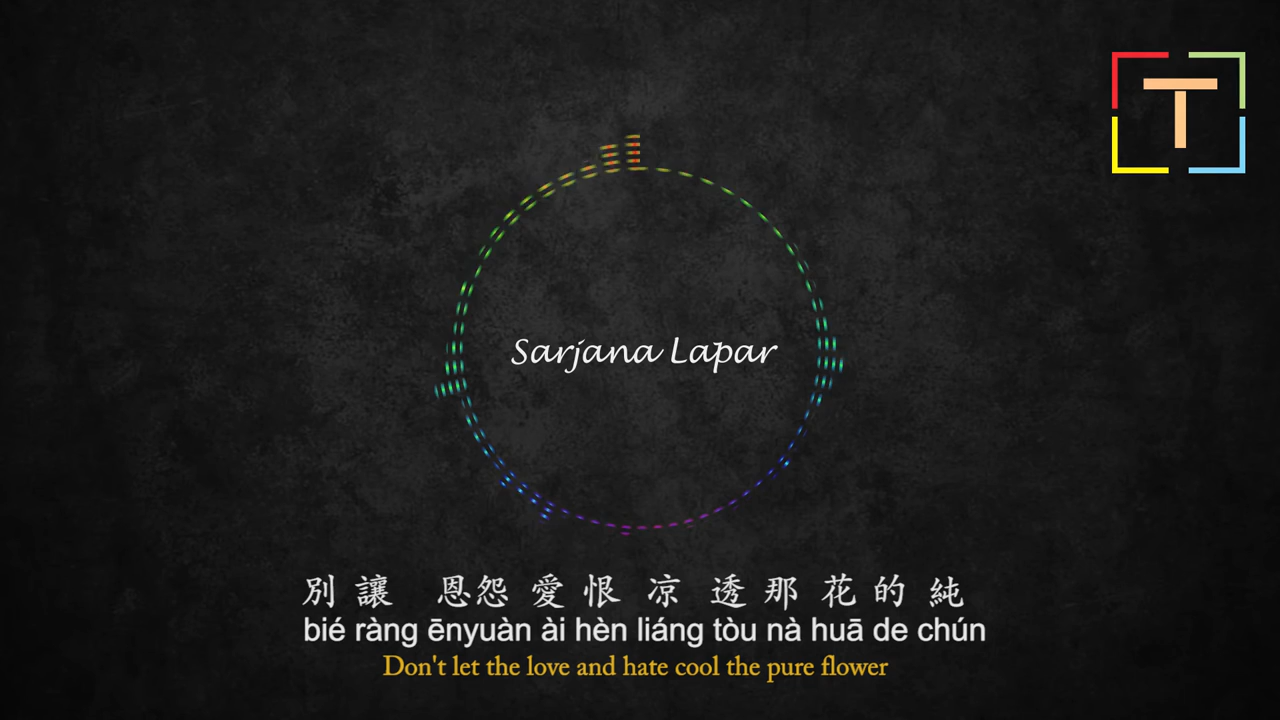 T
Sarjana Lapar
別 讓 恩怨 愛 恨 凉 透 那 花 的 純
bié ràng ēnyuàn ài hèn liáng tòu nà huā de chún
Don't let the love and hate cool the pure flower